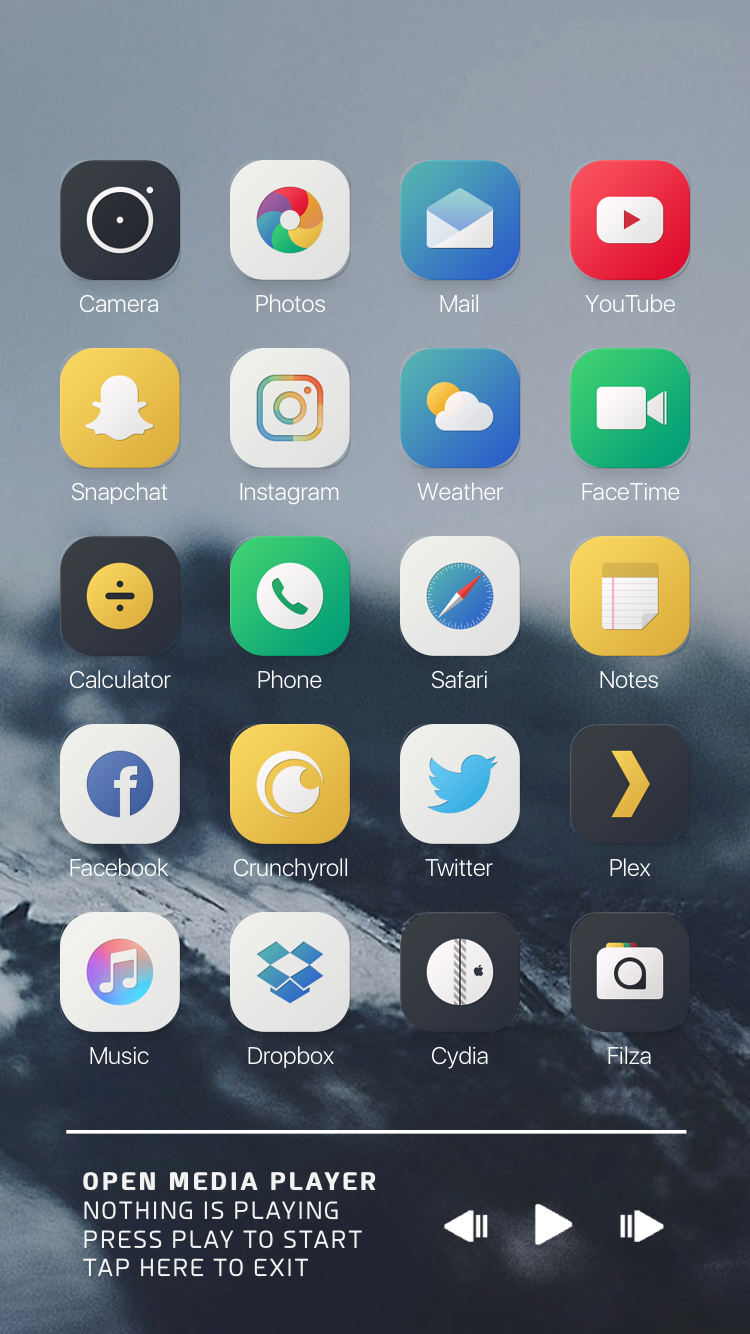 Camera Photos Mail YouTube
Snapchat Instagram Weather FaceTime
Calculator Phone Safari Notes
Facebook Crunchyroll Twitter Plex
Music Dropbox Cydia Filza
OPEN MEDIA PLAYER
NOTHING IS PLAYING
PRESS PLAY TO START
TAP HERE TO EXIT